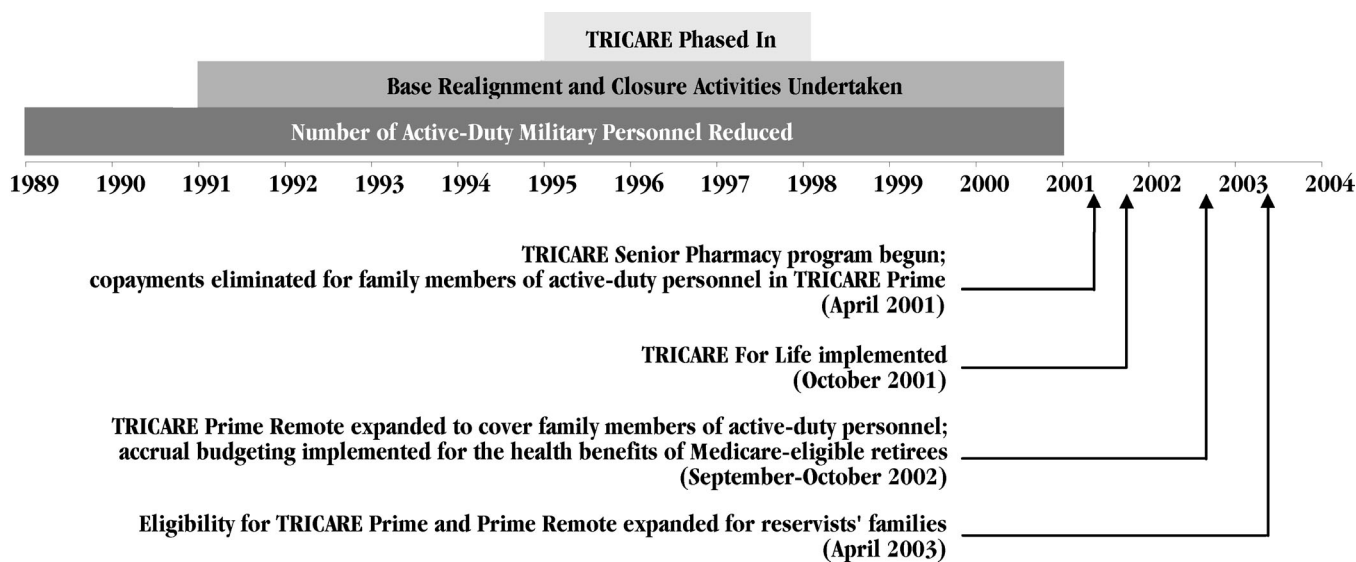 TRICARE Phased In
Base Realignment and Closure Activities Undertaken
Number of Active-Duty Military Personnel Reduced
1989 1990 1991 1992 1993 1994 1995 1996 1997 1998 1999 2000 2001 2002 2003 2004
TRICARE Senior Pharmacy program begun;
copayments eliminated for family members of active-duty personnel in TRICARE Prime
(April 2001)
TRICARE For Life implemented
(October 2001)
TRICARE Prime Remote expanded to cover family members of active-duty personnel;
accrual budgeting implemented for the health benefits of Medicare-eligible retirees
(September-October 2002)
Eligibility for TRICARE Prime and Prime Remote expanded for reservists' families
(April 2003)